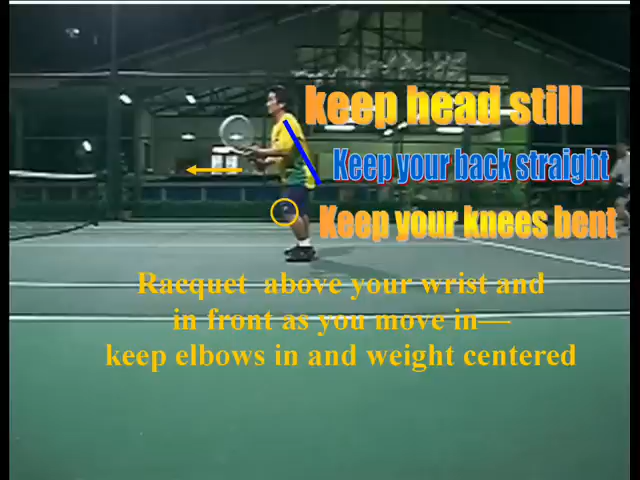 keep head still
Keep your back straight
Keep your knees bent
Racquet above your wrist and
in front as you move in—
keep elbows in and weight centered